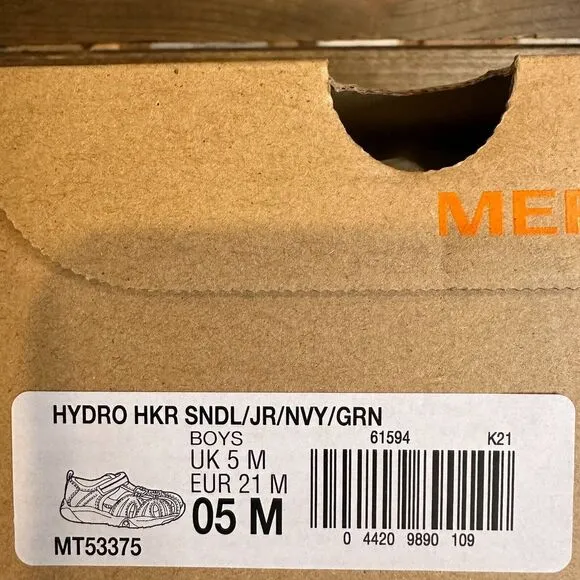 MER
HYDRO HKR SNDL/JR/NVY/GRN
BOYS 61594 K21
UK 5 M
EUR 21 M
05 M
MT53375
0 4420 9890 109